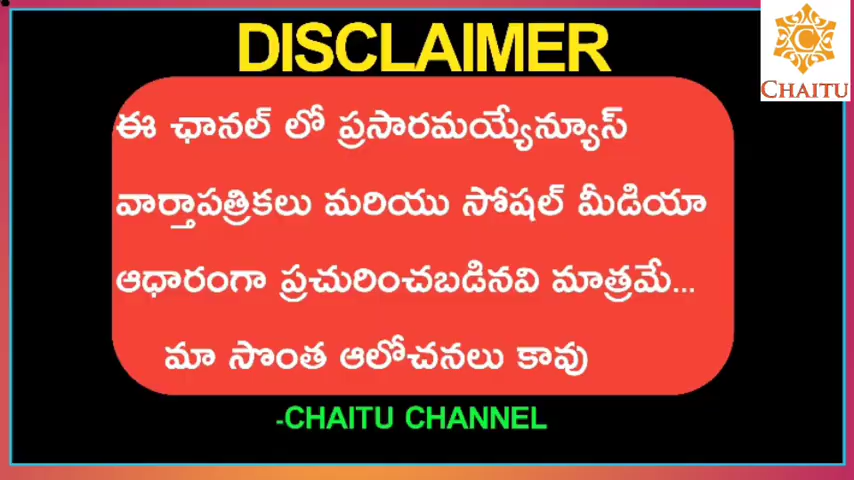 DISCLAIMER
CHAITU
ఈ ఛానల్ లో ప్రసారమయ్యేన్యూస్
వార్తాపత్రికలు మరియు సోషల్ మీడియా
ఆధారంగా ప్రచురించబడినవి మాత్రమే...
మా సొంత ఆలోచనలు కావు
-CHAITU CHANNEL